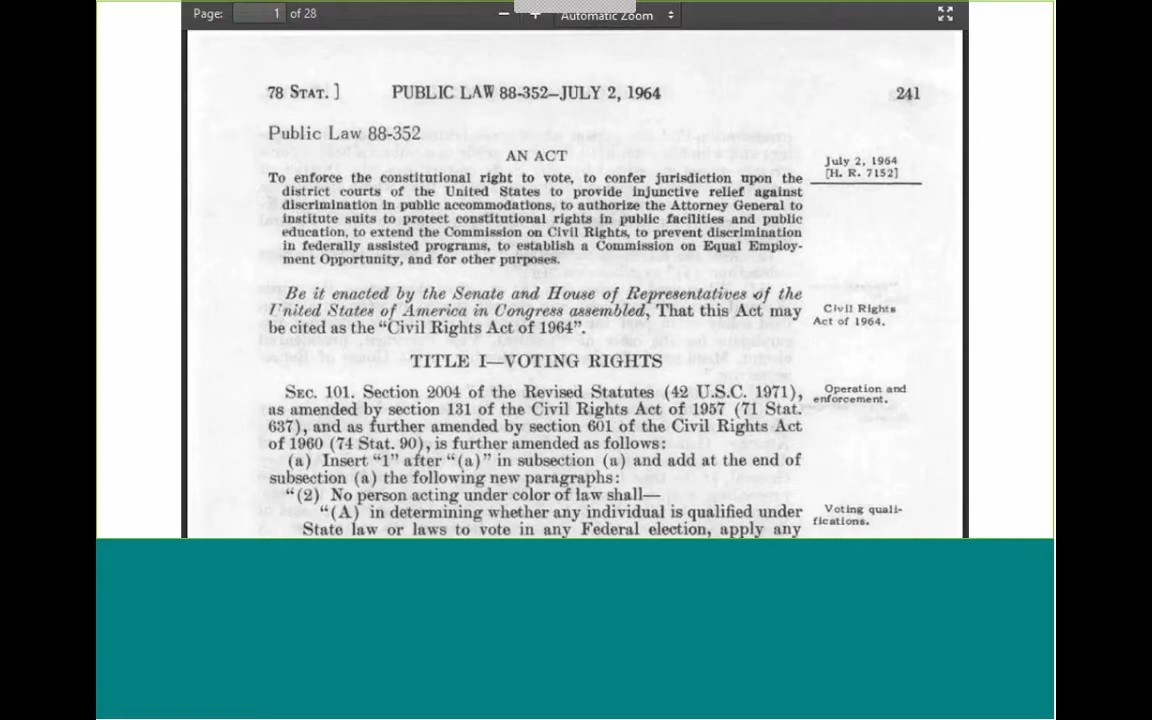 Page: 1 of 28
Automatic Zoom
78 STAT. ] PUBLIC LAW 88-352—JULY 2, 1964 241
Public Law 88-352
AN ACT
July 2, 1964
[H. R. 7152]
To enforce the constitutional right to vote, to confer jurisdiction upon the
district courts of the United States to provide injunctive relief against
discrimination in public accommodations, to authorize the Attorney General to
institute suits to protect constitutional rights in public facilities and public
education, to extend the Commission on Civil Rights, to prevent discrimination
in federally assisted programs, to establish a Commission on Equal Employ-
ment Opportunity, and for other purposes.
Be it enacted by the Senate and House of Representatives of the
United States of America in Congress assembled, That this Act may
be cited as the “Civil Rights Act of 1964”.
Civil Rights
Act of 1964.
TITLE I—VOTING RIGHTS
SEC. 101. Section 2004 of the Revised Statutes (42 U.S.C. 1971),
as amended by section 131 of the Civil Rights Act of 1957 (71 Stat.
637), and as further amended by section 601 of the Civil Rights Act
of 1960 (74 Stat. 90), is further amended as follows:
Operation and
enforcement.
(a) Insert “1” after “(a)” in subsection (a) and add at the end of
subsection (a) the following new paragraphs:
“(2) No person acting under color of law shall—
“(A) in determining whether any individual is qualified under
State law or laws to vote in any Federal election, apply any
Voting quali-
fications.